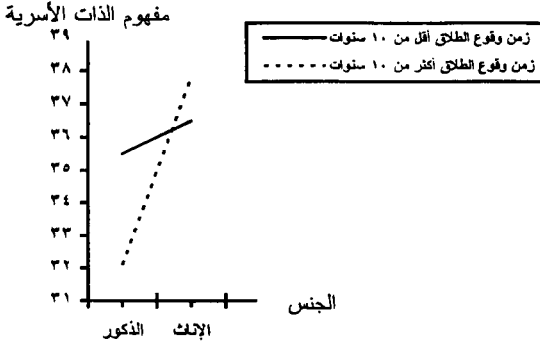 مفهوم الذات الأسرية
زمن وقوع الطلاق أقل من ١٠ سنوات
زمن وقوع الطلاق أكثر من ١٠ سنوات
٣٩
٣٨
٣٧
٣٦
٣٥
٣٤
٣٣
٣٢
٣١
الجنس
الذكور
الإناث